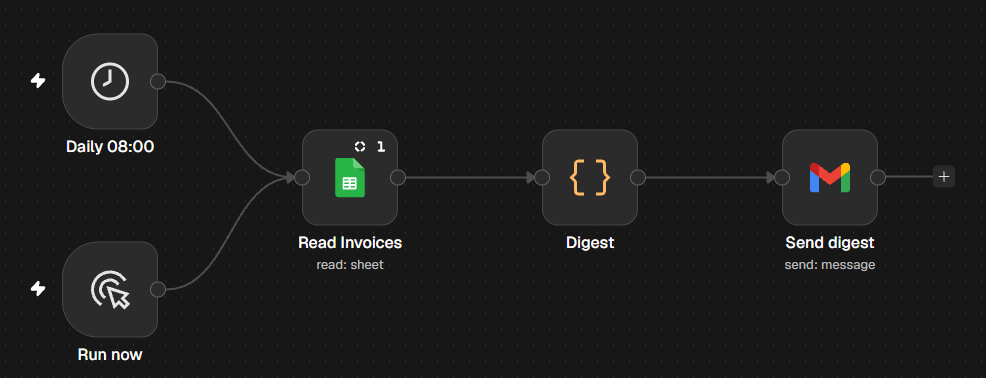 Daily 08:00
1
Read Invoices
read: sheet
Digest
Send digest
send: message
Run now